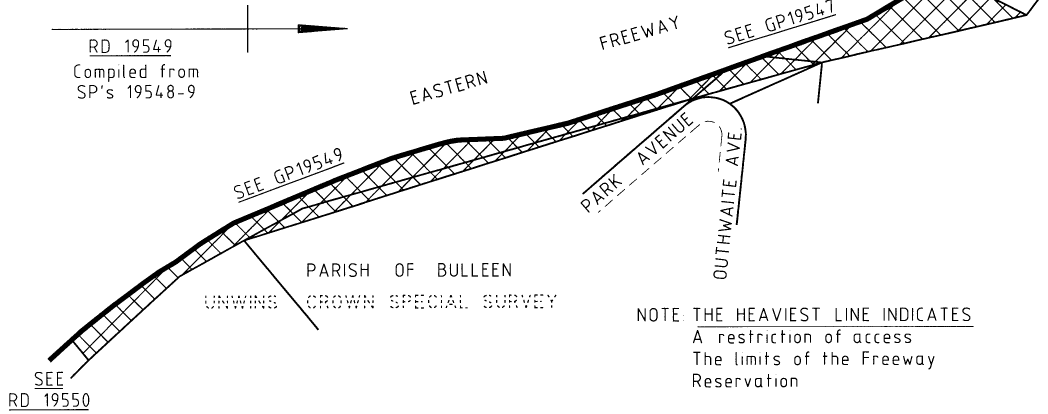 SEE GP19547
FREEWAY
RD 19549
Compiled from
SP's 19548-9
EASTERN
PARK AVENUE
OUTHWAITE AVE.
SEE GP19549
PARISH OF BULLEEN
UNWINS CROWN SPECIAL SURVEY
NOTE: THE HEAVIEST LINE INDICATES
A restriction of access
The limits of the Freeway
Reservation
SEE
RD 19550